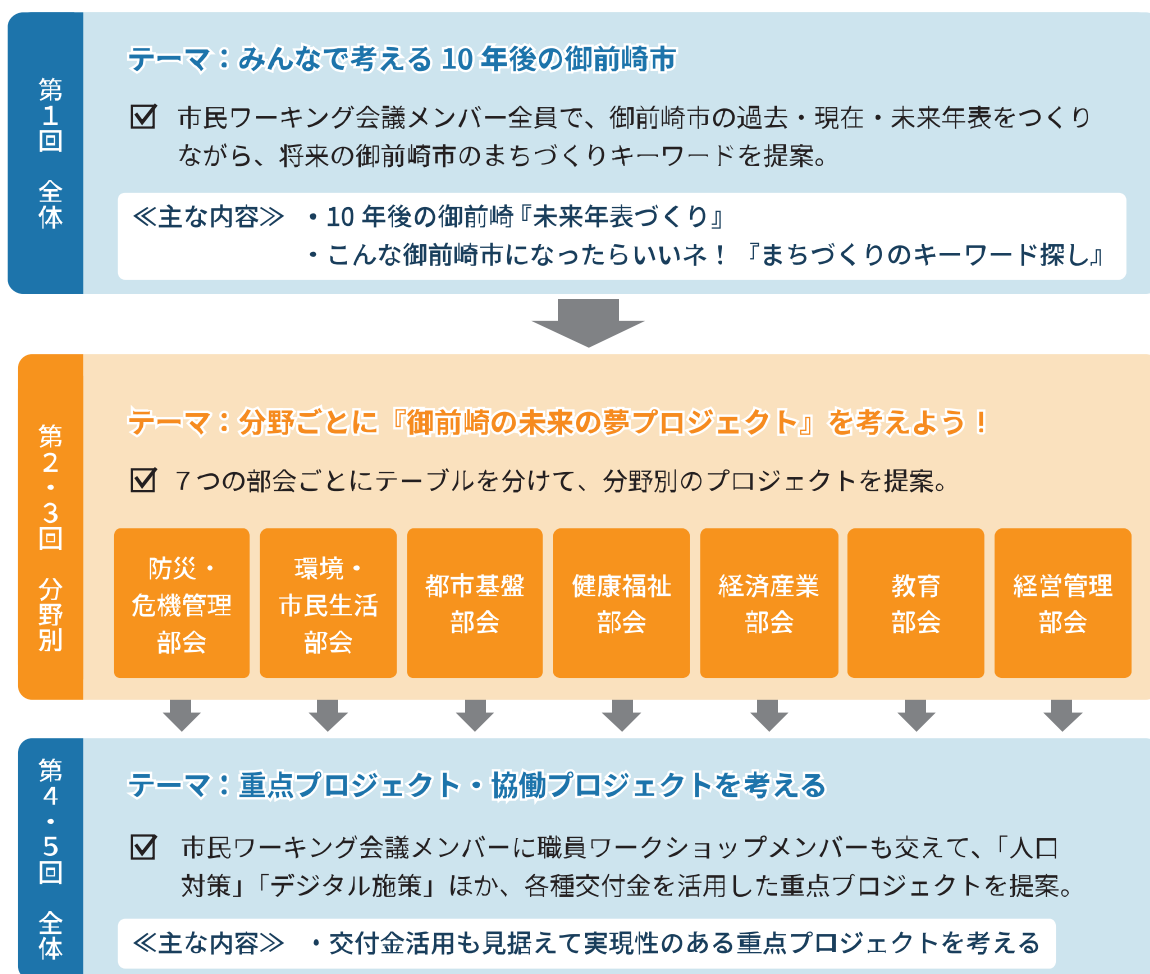 第1回 全体
テーマ：みんなで考える 10 年後の御前崎市
市民ワーキング会議メンバー全員で、御前崎市の過去・現在・未来年表をつくり
ながら、将来の御前崎市のまちづくりキーワードを提案。
≪主な内容≫ ・10 年後の御前崎『未来年表づくり』
・こんな御前崎市になったらいいネ！『まちづくりのキーワード探し』
第2・3回 分野別
テーマ：分野ごとに『御前崎の未来の夢プロジェクト』を考えよう！
７つの部会ごとにテーブルを分けて、分野別のプロジェクトを提案。
防災・
危機管理
部会
環境・
市民生活
部会
都市基盤
部会
健康福祉
部会
経済産業
部会
教育
部会
経営管理
部会
第4・5回 全体
テーマ：重点プロジェクト・協働プロジェクトを考える
市民ワーキング会議メンバーに職員ワークショップメンバーも交えて、「人口
対策」「デジタル施策」ほか、各種交付金を活用した重点プロジェクトを提案。
≪主な内容≫ ・交付金活用も見据えて実現性のある重点プロジェクトを考える